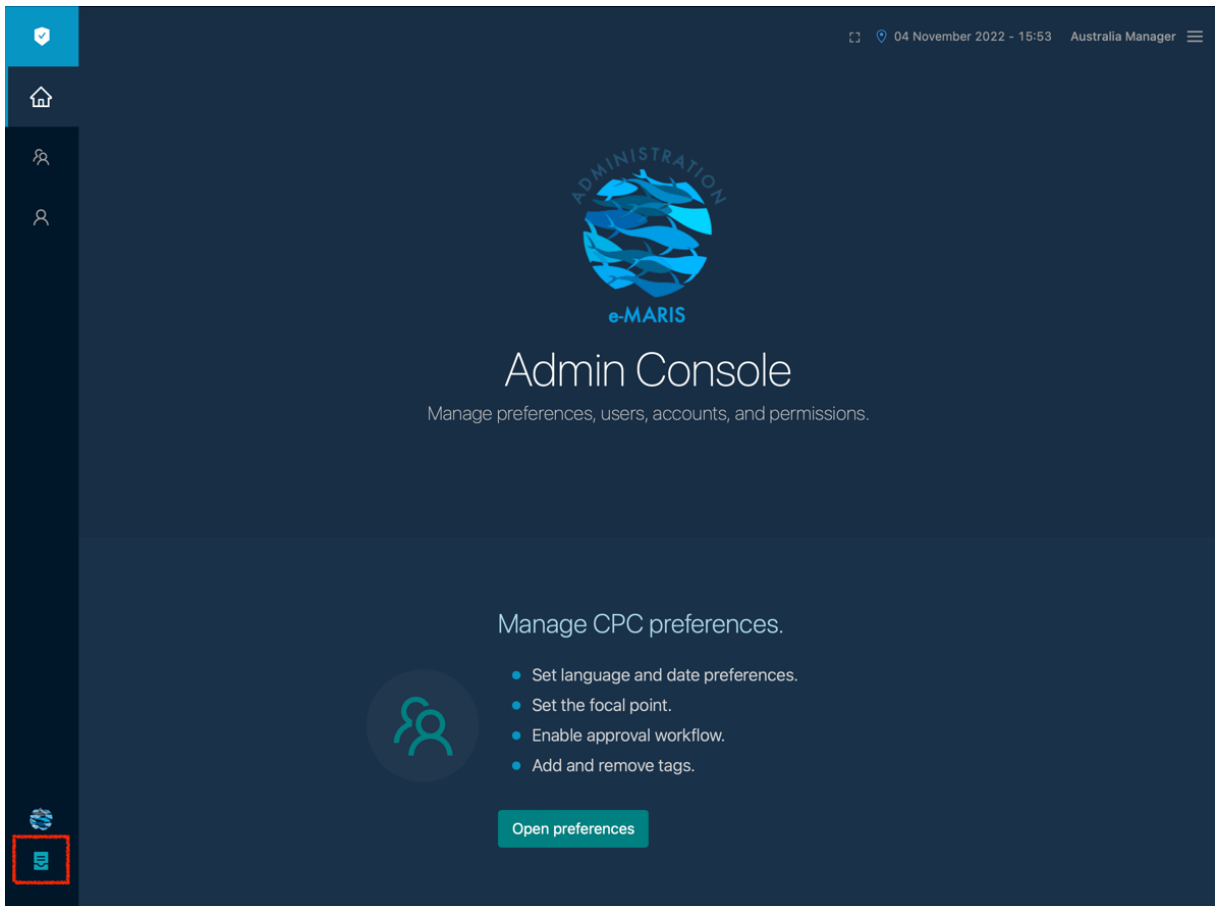 04 November 2022 - 15:53 Australia Manager
ADMINISTRATION
e-MARIS
Admin Console
Manage preferences, users, accounts, and permissions.
Manage CPC preferences.
Set language and date preferences.
Set the focal point.
Enable approval workflow.
Add and remove tags.
Open preferences